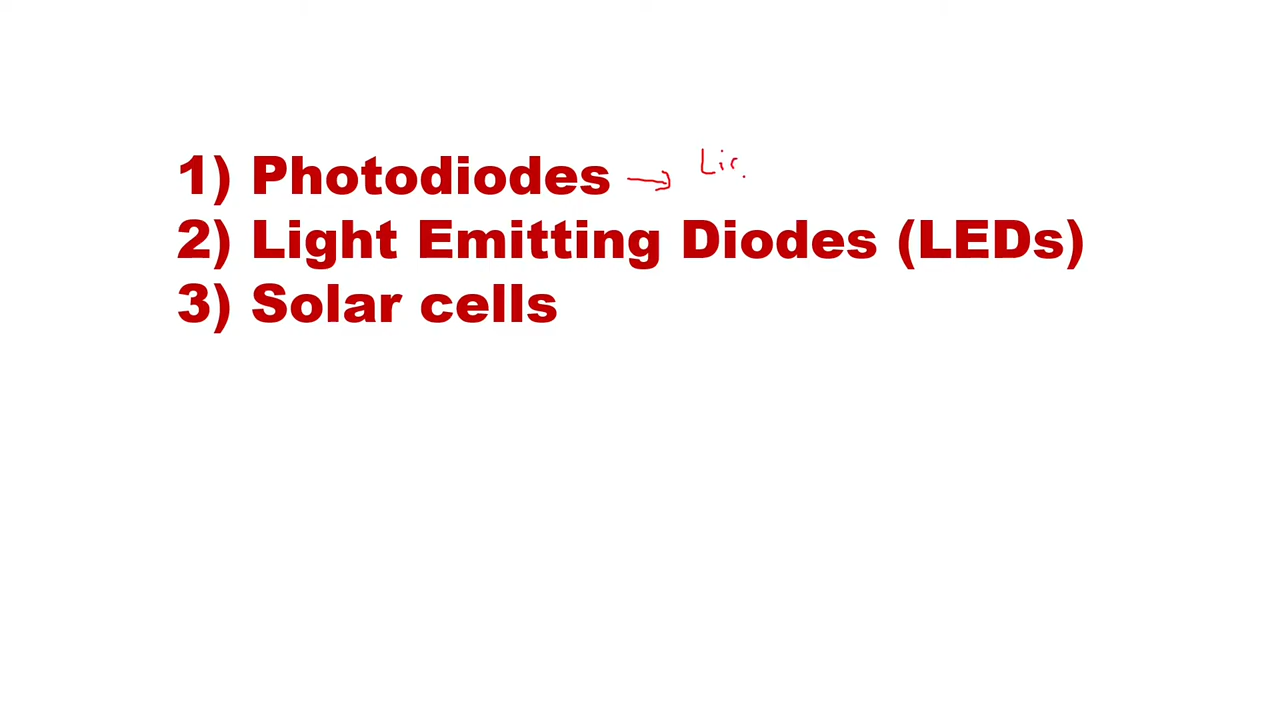 1) Photodiodes →
2) Light Emitting Diodes (LEDs)
3) Solar cells